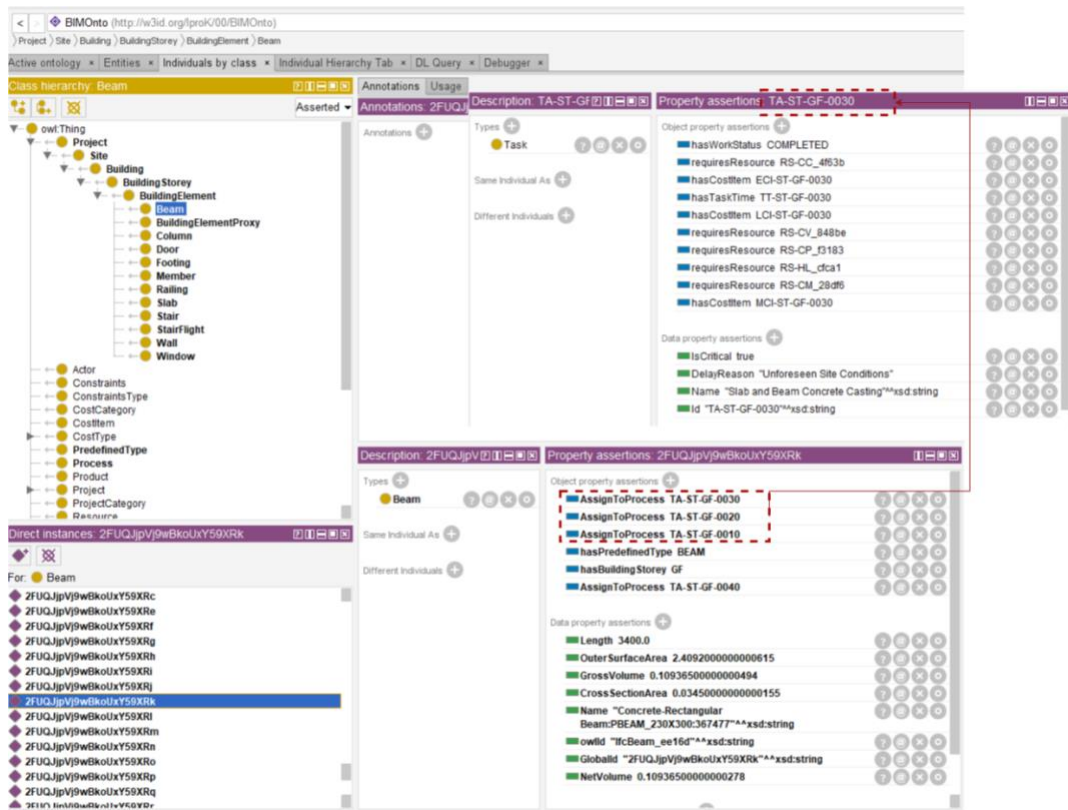 BIMOnto (http://w3id.org/IproK/00/BIMOnto)
Project Site Building BuildingStorey BuildingElement Beam
Active ontology × Entities × Individuals by class × Individual Hierarchy Tab × DL Query × Debugger ×
Class hierarchy: Beam
Asserted
owl:Thing
Project
Site
Building
BuildingStorey
BuildingElement
Beam
BuildingElementProxy
Column
Door
Footing
Member
Railing
Slab
Stair
StairFlight
Wall
Window
Actor
Constraints
ConstraintsType
CostCategory
CostItem
CostType
PredefinedType
Process
Product
Project
ProjectCategory
Resource
Direct instances: 2FUQJjpVj9wBkoUxY59XRk
For: Beam
2FUQJjpVj9wBkoUxY59XRc
2FUQJjpVj9wBkoUxY59XRe
2FUQJjpVj9wBkoUxY59XRf
2FUQJjpVj9wBkoUxY59XRg
2FUQJjpVj9wBkoUxY59XRh
2FUQJjpVj9wBkoUxY59XRi
2FUQJjpVj9wBkoUxY59XRj
2FUQJjpVj9wBkoUxY59XRk
2FUQJjpVj9wBkoUxY59XRl
2FUQJjpVj9wBkoUxY59XRm
2FUQJjpVj9wBkoUxY59XRn
2FUQJjpVj9wBkoUxY59XRo
2FUQJjpVj9wBkoUxY59XRp
2FUQJjpVj9wBkoUxY59XRq
2FUQJjpVj9wBkoUxY59XRr
Annotations Usage
Annotations: 2FUQJj
Annotations
Description: TA-ST-GF
Types
Task
Same Individual As
Different Individuals
Property assertions: TA-ST-GF-0030
Object property assertions
hasWorkStatus COMPLETED
requiresResource RS-CC_4f63b
hasCostItem ECI-ST-GF-0030
hasTaskTime TT-ST-GF-0030
hasCostItem LCI-ST-GF-0030
requiresResource RS-CV_848be
requiresResource RS-CP_f3183
requiresResource RS-HL_cfca1
requiresResource RS-CM_28df6
hasCostItem MCI-ST-GF-0030
Data property assertions
IsCritical true
DelayReason "Unforeseen Site Conditions"
Name "Slab and Beam Concrete Casting"^^xsd:string
Id "TA-ST-GF-0030"^^xsd:string
Description: 2FUQJjpV
Types
Beam
Same Individual As
Different Individuals
Property assertions: 2FUQJjpVj9wBkoUxY59XRk
Object property assertions
AssignToProcess TA-ST-GF-0030
AssignToProcess TA-ST-GF-0020
AssignToProcess TA-ST-GF-0010
hasPredefinedType BEAM
hasBuildingStorey GF
AssignToProcess TA-ST-GF-0040
Data property assertions
Length 3400.0
OuterSurfaceArea 2.4092000000000615
GrossVolume 0.10936500000000494
CrossSectionArea 0.03450000000000155
Name "Concrete-Rectangular
Beam:PBEAM_230X300:367477"^^xsd:string
owlId "IfcBeam_ee16d"^^xsd:string
GlobalId "2FUQJjpVj9wBkoUxY59XRk"^^xsd:string
NetVolume 0.10936500000000278